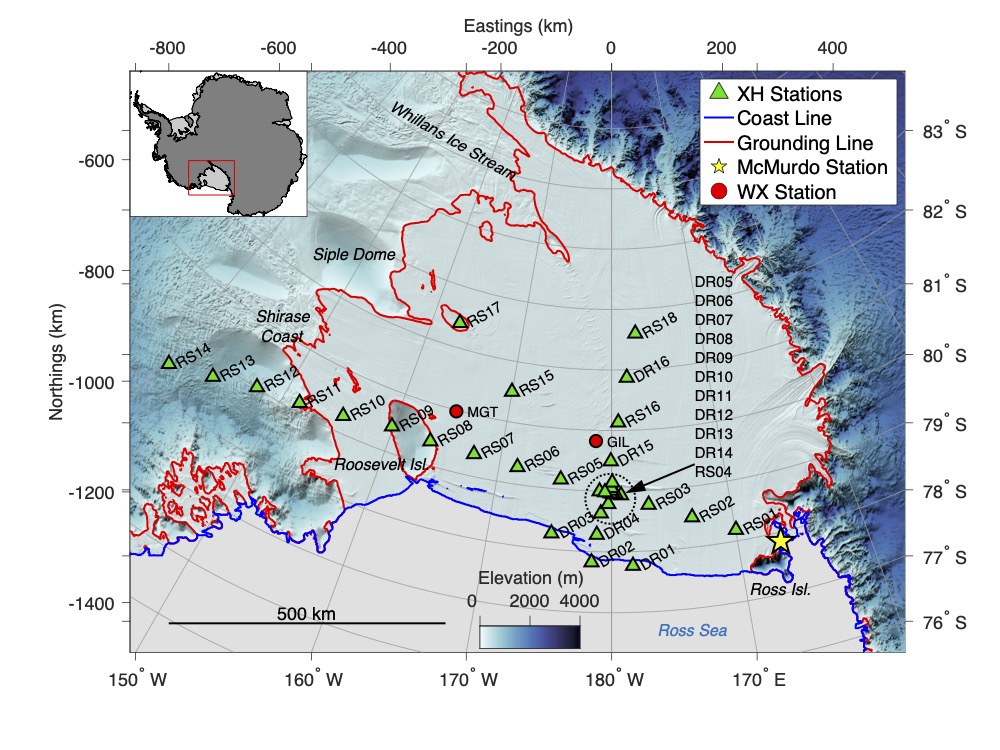 Eastings (km)
-800 -600 -400 -200 0 200 400
XH Stations
Coast Line
Grounding Line
McMurdo Station
WX Station
Whillans Ice Stream
83° S
-600
82° S
Siple Dome
-800
81° S
DR05
DR06
DR07
DR08
DR09
DR10
DR11
DR12
DR13
DR14
RS04
Shirase
Coast
RS17
RS18
Northings (km)
80° S
RS14
RS13
RS12
RS11
RS10
RS09
RS08
RS07
RS06
RS05
RS15
DR16
RS16
DR15
-1000
MGT
GIL
79° S
Roosevelt Isl.
-1200
78° S
RS03
RS02
RS01
DR03
DR04
DR02
DR01
77° S
Elevation (m)
0 2000 4000
Ross Isl.
-1400
500 km
Ross Sea
76° S
150° W 160° W 170° W 180° W 170° E